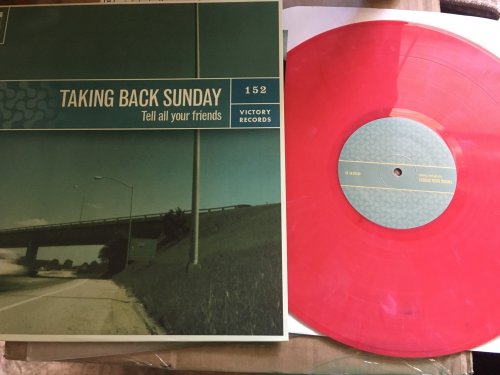 TAKING BACK SUNDAY
Tell all your friends
152
VICTORY
RECORDS